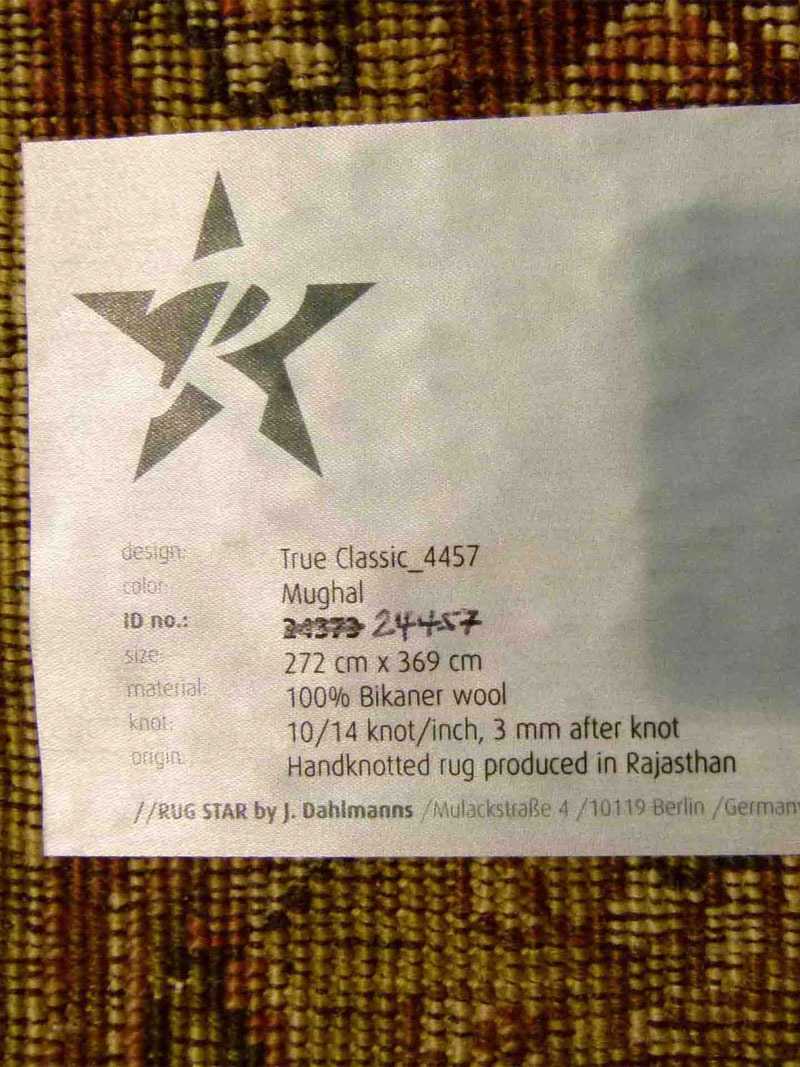 R
design: True Classic_4457
color: Mughal
ID no.: 24373 24457
size: 272 cm x 369 cm
material: 100% Bikaner wool
knot: 10/14 knot/inch, 3 mm after knot
origin: Handknotted rug produced in Rajasthan
//RUG STAR by J. Dahlmanns /Mulackstraße 4 /10119 Berlin /Germany